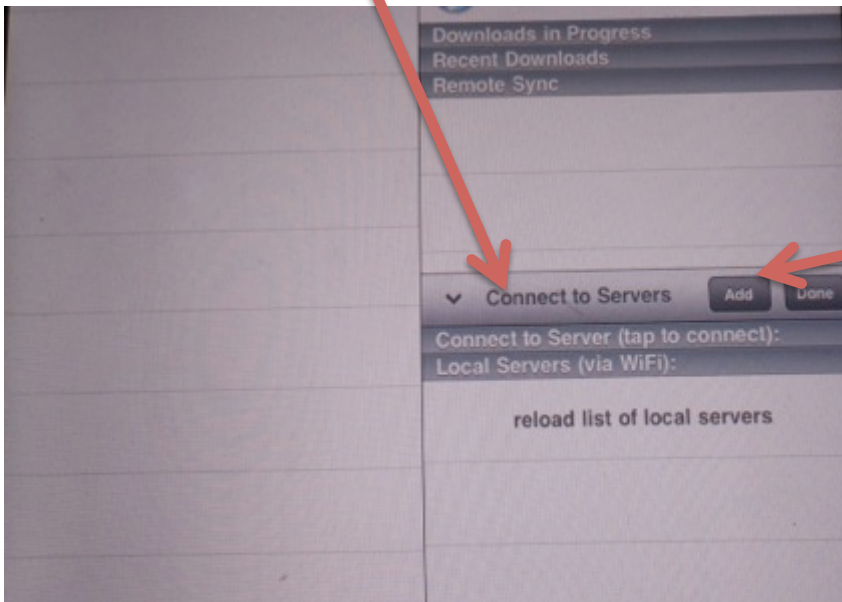 Downloads in Progress
Recent Downloads
Remote Sync
Connect to Servers Add Done
Connect to Server (tap to connect):
Local Servers (via WiFi):
reload list of local servers